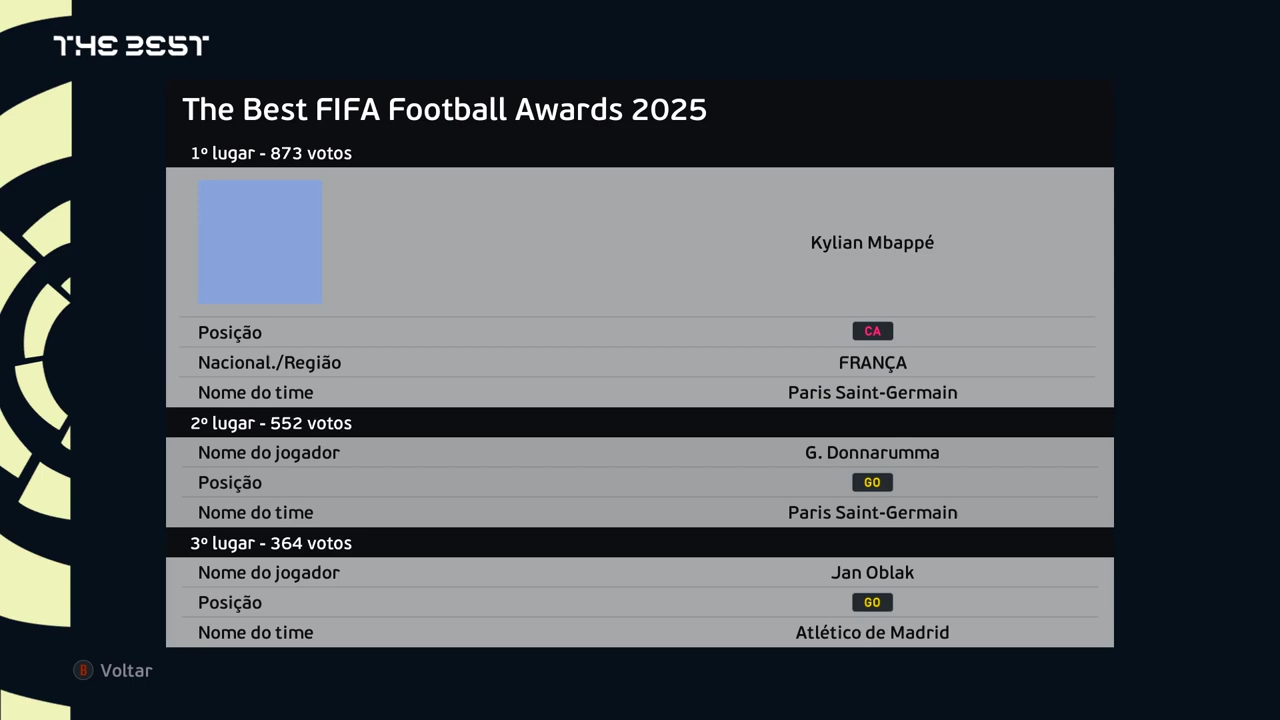 THE BEST
The Best FIFA Football Awards 2025
1º lugar - 873 votos
Kylian Mbappé
Posição CA
Nacional./Região FRANÇA
Nome do time Paris Saint-Germain
2º lugar - 552 votos
Nome do jogador G. Donnarumma
Posição GO
Nome do time Paris Saint-Germain
3º lugar - 364 votos
Nome do jogador Jan Oblak
Posição GO
Nome do time Atlético de Madrid
B Voltar